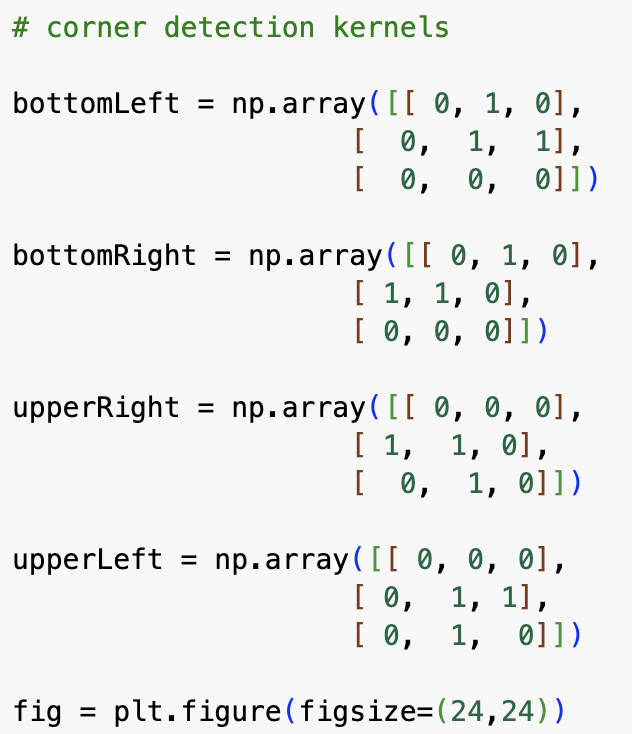 # corner detection kernels
bottomLeft = np.array([[ 0, 1, 0],
[  0,  1,  1],
[  0,  0,  0]])
bottomRight = np.array([[ 0, 1, 0],
[ 1, 1, 0],
[ 0, 0, 0]])
upperRight = np.array([[ 0, 0, 0],
[ 1,  1, 0],
[  0,  1, 0]])
upperLeft = np.array([[ 0, 0, 0],
[ 0,  1, 1],
[ 0,  1,  0]])
fig = plt.figure(figsize=(24,24))